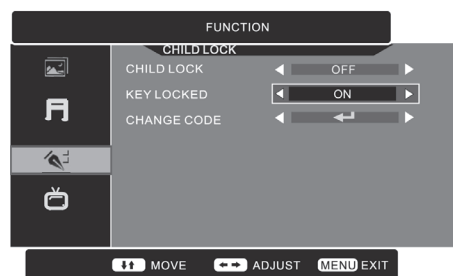 FUNCTION
CHILD LOCK
CHILD LOCK OFF
KEY LOCKED ON
CHANGE CODE
MOVE ADJUST MENU EXIT